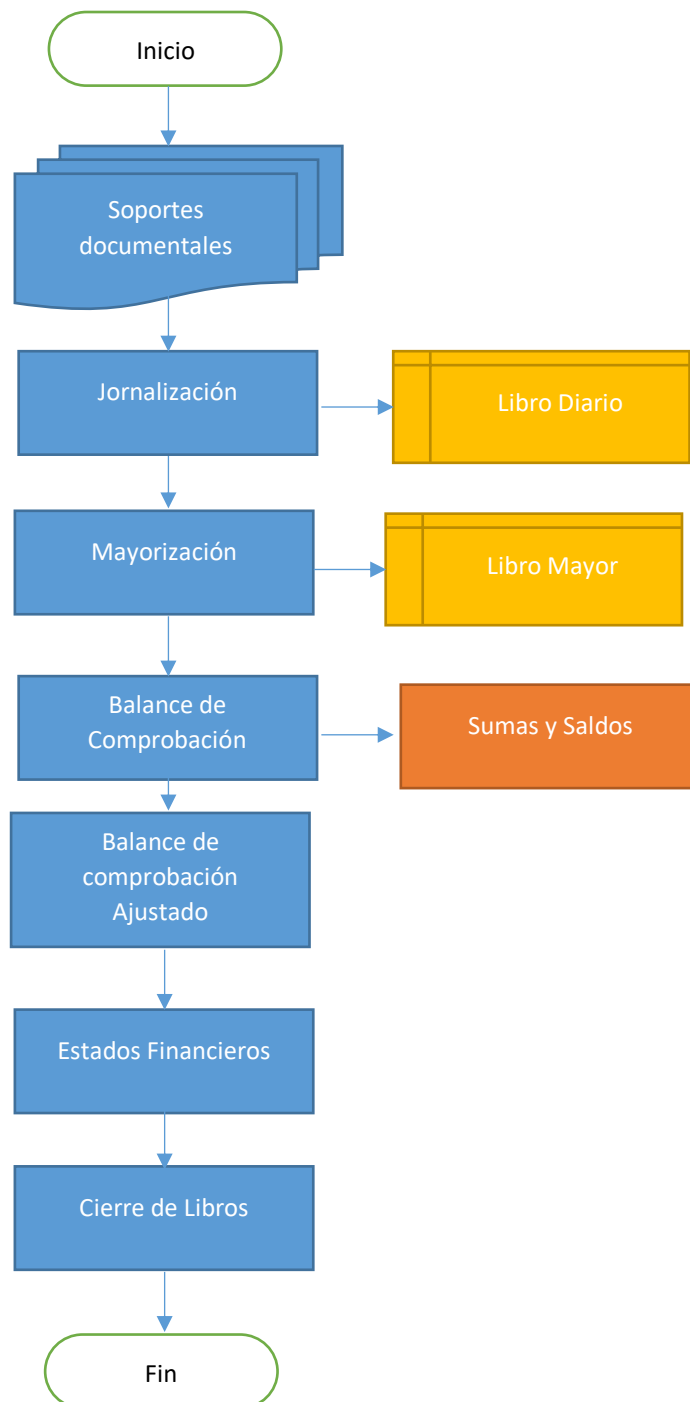 Inicio
Soportes
documentales
Jornalización
Libro Diario
Mayorización
Libro Mayor
Balance de
Comprobación
Sumas y Saldos
Balance de
comprobación
Ajustado
Estados Financieros
Cierre de Libros
Fin